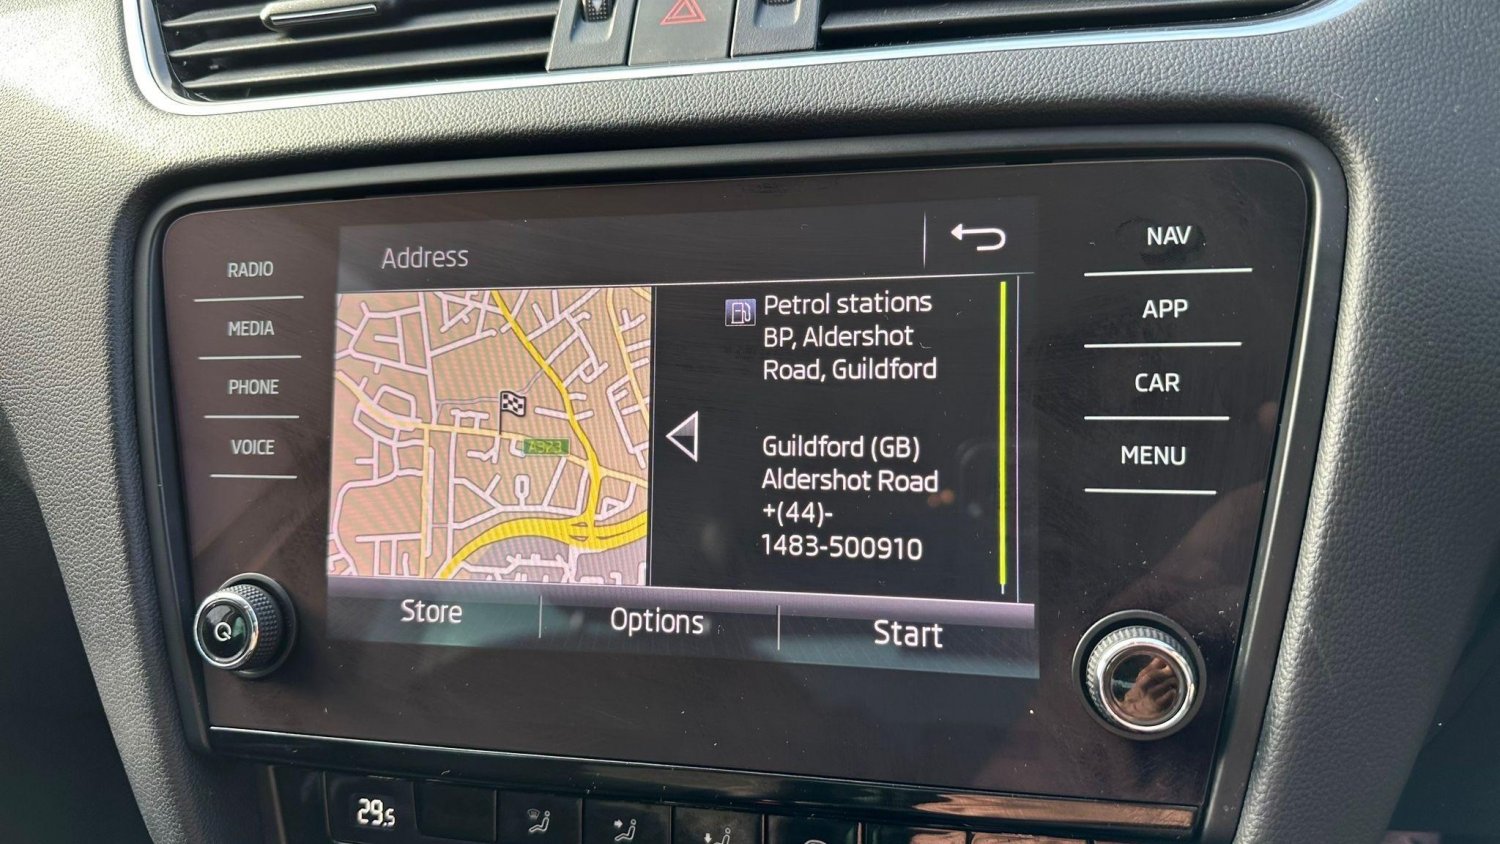 Address
RADIO
MEDIA
PHONE
VOICE
NAV
APP
CAR
MENU
Petrol stations
BP, Aldershot
Road, Guildford
Guildford (GB)
Aldershot Road
+(44)-
1483-500910
A323
Store
Options
Start
29.5